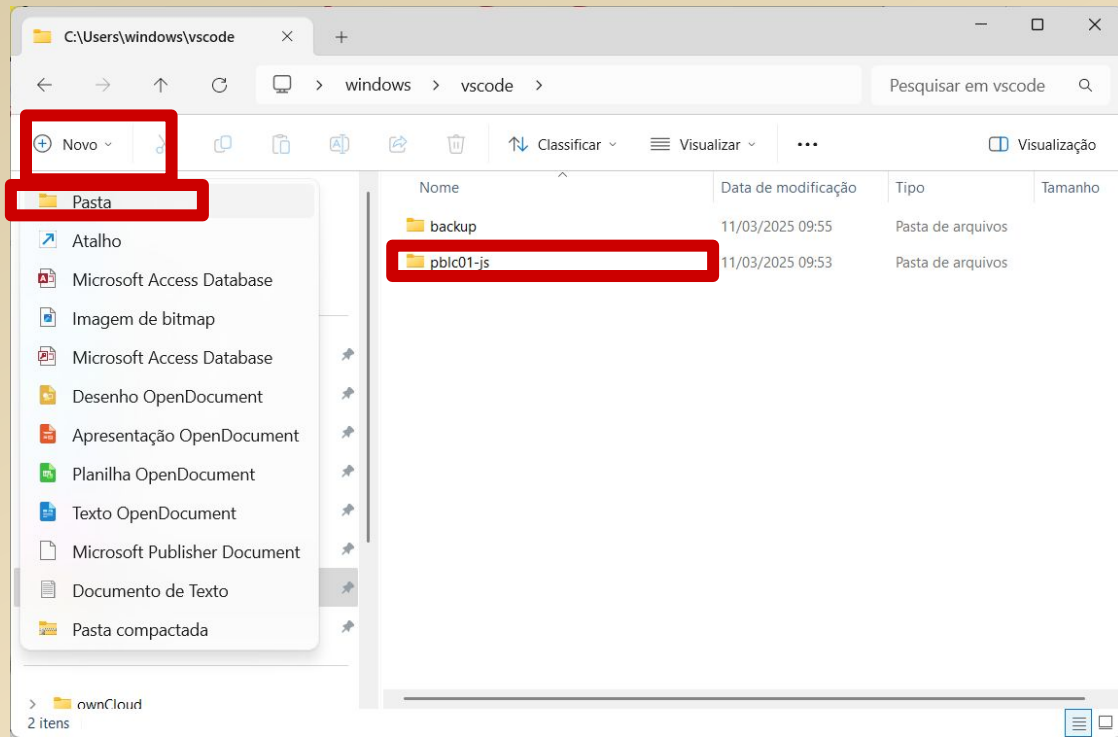 C:\Users\windows\vscode
windows > vscode >
Pesquisar em vscode
Novo
Classificar
Visualizar
Visualização
Nome
Data de modificação
Tipo
Tamanho
backup
11/03/2025 09:55
Pasta de arquivos
pblc01-js
11/03/2025 09:53
Pasta de arquivos
Pasta
Atalho
Microsoft Access Database
Imagem de bitmap
Microsoft Access Database
Desenho OpenDocument
Apresentação OpenDocument
Planilha OpenDocument
Texto OpenDocument
Microsoft Publisher Document
Documento de Texto
Pasta compactada
ownCloud
2 itens